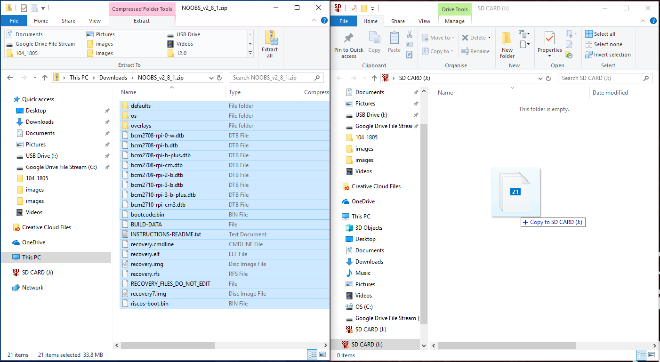 Compressed Folder Tools
NOOBS_v2_8_1.zip
File
Home
Share
View
Extract
Documents
Pictures
USB Drive
Google Drive File Stream
images
Videos
104_1805
images
12.0
Extract all
Extract To
This PC > Downloads > NOOBS_v2_8_1.zip
Search NOOBS_v2_8_1.zip
Name
Type
Compress
Quick access
Desktop
Downloads
Documents
Pictures
USB Drive (I:)
Google Drive File Stream (G:)
104_1805
images
images
Videos
Creative Cloud Files
OneDrive
This PC
SD CARD (J:)
Network
defaults File folder
os File folder
overlays File folder
bcm2708-rpi-0-w.dtb DTB File
bcm2708-rpi-b.dtb DTB File
bcm2708-rpi-b-plus.dtb DTB File
bcm2708-rpi-cm.dtb DTB File
bcm2709-rpi-2-b.dtb DTB File
bcm2710-rpi-3-b.dtb DTB File
bcm2710-rpi-3-b-plus.dtb DTB File
bcm2710-rpi-cm3.dtb DTB File
bootcode.bin BIN File
BUILD-DATA File
INSTRUCTIONS-README.txt Text Document
recovery.cmdline CMDLINE File
recovery.elf ELF File
recovery.img Disc Image File
recovery.rfs RFS File
RECOVERY_FILES_DO_NOT_EDIT File
recovery7.img Disc Image File
riscos-boot.bin BIN File
21 items
21 items selected 33.8 MB
Drive Tools
SD CARD (J:)
File
Home
Share
View
Manage
Pin to Quick access
Copy
Paste
Clipboard
Move to
Copy to
Delete
Rename
Organise
New folder
New
Properties
Open
Select all
Select none
Invert selection
Select
SD CARD (J:)
Search SD CARD (J:)
Name
Date modified
This folder is empty.
Documents
Pictures
USB Drive (I:)
Google Drive File Stream
104_1805
images
images
Videos
Creative Cloud Files
OneDrive
This PC
3D Objects
Desktop
Documents
Downloads
Music
Pictures
Videos
OS (C:)
Google Drive File Stream
SD CARD (J:)
SD CARD (J:)
21
+ Copy to SD CARD (J:)
0 items